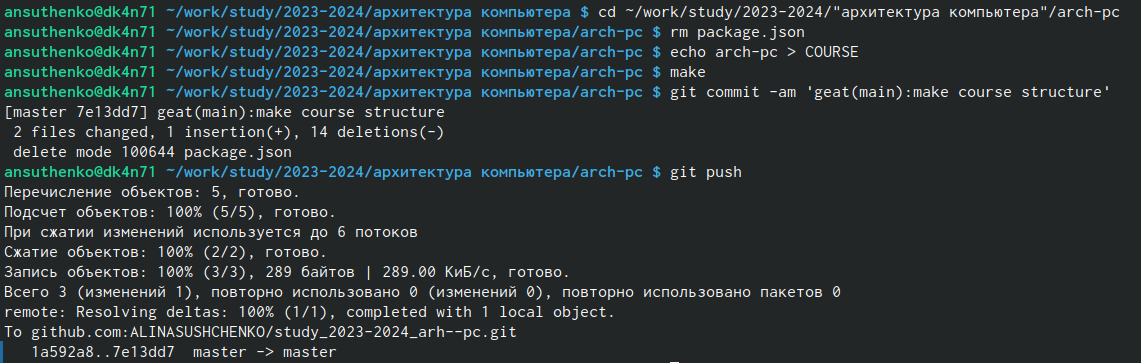 ansuthenko@dk4n71 ~/work/study/2023-2024/архитектура компьютера $ cd ~/work/study/2023-2024/"архитектура компьютера"/arch-pc
ansuthenko@dk4n71 ~/work/study/2023-2024/архитектура компьютера/arch-pc $ rm package.json
ansuthenko@dk4n71 ~/work/study/2023-2024/архитектура компьютера/arch-pc $ echo arch-pc > COURSE
ansuthenko@dk4n71 ~/work/study/2023-2024/архитектура компьютера/arch-pc $ make
ansuthenko@dk4n71 ~/work/study/2023-2024/архитектура компьютера/arch-pc $ git commit -am 'geat(main):make course structure'
[master 7e13dd7] geat(main):make course structure
 2 files changed, 1 insertion(+), 14 deletions(-)
 delete mode 100644 package.json
ansuthenko@dk4n71 ~/work/study/2023-2024/архитектура компьютера/arch-pc $ git push
Перечисление объектов: 5, готово.
Подсчет объектов: 100% (5/5), готово.
При сжатии изменений используется до 6 потоков
Сжатие объектов: 100% (2/2), готово.
Запись объектов: 100% (3/3), 289 байтов | 289.00 КиБ/с, готово.
Всего 3 (изменений 1), повторно использовано 0 (изменений 0), повторно использовано пакетов 0
remote: Resolving deltas: 100% (1/1), completed with 1 local object.
To github.com:ALINASUSHCHENKO/study_2023-2024_arh--pc.git
   1a592a8..7e13dd7  master -> master